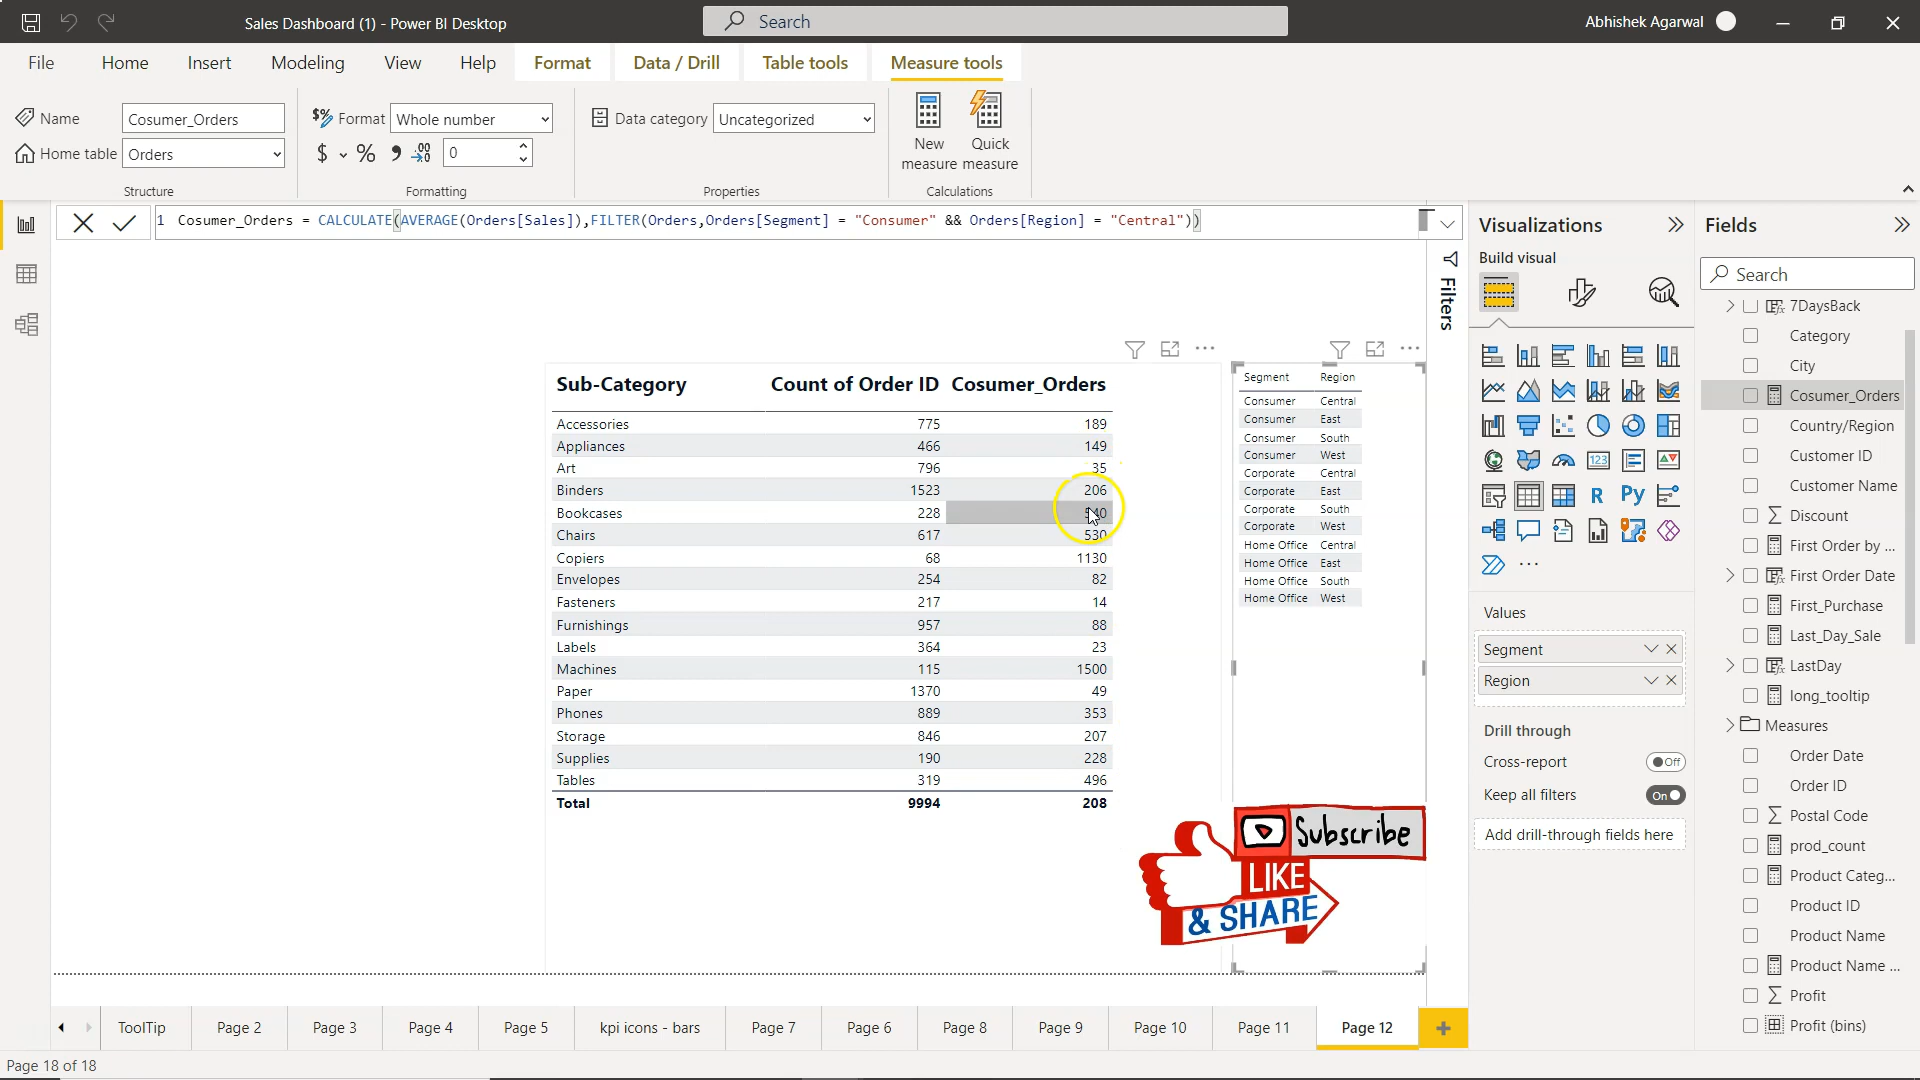 Sales Dashboard (1) - Power BI Desktop
Search
Abhishek Agarwal
File Home Insert Modeling View Help Format Data / Drill Table tools Measure tools
Name Cosumer_Orders
Format Whole number
Data category Uncategorized
Home table Orders
$ % 0
New measure
Quick measure
Structure Formatting Properties Calculations
1 Cosumer_Orders = CALCULATE(AVERAGE(Orders[Sales]),FILTER(Orders,Orders[Segment] = "Consumer" && Orders[Region] = "Central"))
Filters
Sub-Category Count of Order ID Cosumer_Orders
Accessories 775 189
Appliances 466 149
Art 796 35
Binders 1523 206
Bookcases 228
Chairs 617 530
Copiers 68 1130
Envelopes 254 82
Fasteners 217 14
Furnishings 957 88
Labels 364 23
Machines 115 1500
Paper 1370 49
Phones 889 353
Storage 846 207
Supplies 190 228
Tables 319 496
Total 9994 208
Segment Region
Consumer Central
Consumer East
Consumer South
Consumer West
Corporate Central
Corporate East
Corporate South
Corporate West
Home Office Central
Home Office East
Home Office South
Home Office West
Subscribe
LIKE
& SHARE
Visualizations
Build visual
123
R Py
Values
Segment
Region
Drill through
Cross-report Off
Keep all filters On
Add drill-through fields here
Fields
Search
7DaysBack
Category
City
Cosumer_Orders
Country/Region
Customer ID
Customer Name
Discount
First Order by ...
First Order Date
First_Purchase
Last_Day_Sale
LastDay
long_tooltip
Measures
Order Date
Order ID
Postal Code
prod_count
Product Categ...
Product ID
Product Name
Product Name ...
Profit
Profit (bins)
ToolTip Page 2 Page 3 Page 4 Page 5 kpi icons - bars Page 7 Page 6 Page 8 Page 9 Page 10 Page 11 Page 12
Page 18 of 18